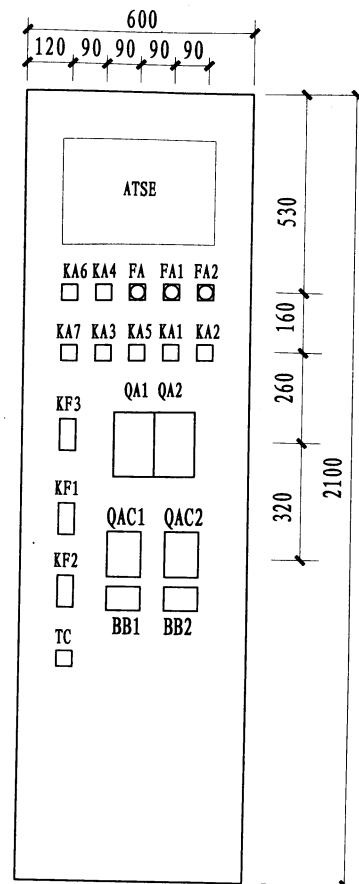 600
120 90 90 90 90
ATSE
530
KA6 KA4 FA FA1 FA2
160
KA7 KA3 KA5 KA1 KA2
260
QA1 QA2
KF3
2100
320
KF1
QAC1 QAC2
KF2
BB1 BB2
TC